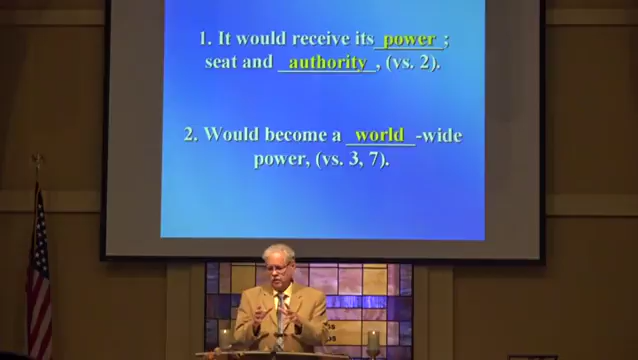 1. It would receive its power;
seat and authority, (vs. 2).
2. Would become a world-wide
power, (vs. 3, 7).